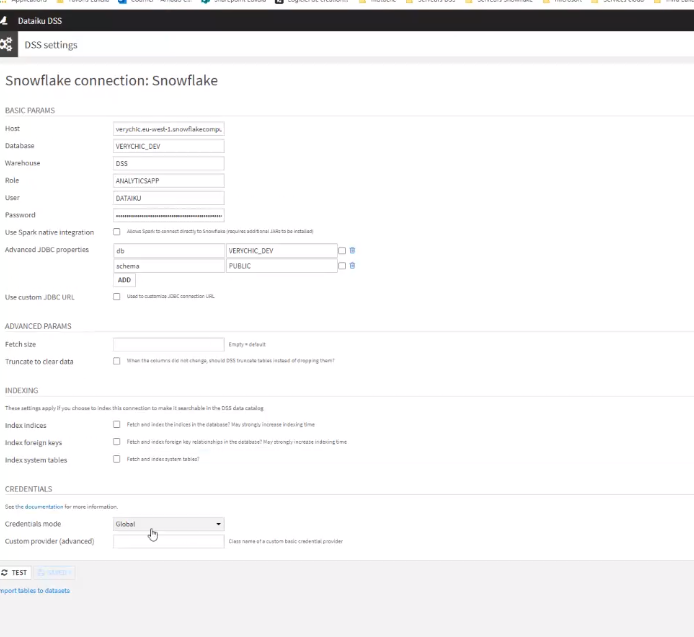 Dataiku DSS
DSS settings
Snowflake connection: Snowflake
BASIC PARAMS
Host verychic.eu-west-1.snowflakecompu
Database VERYCHIC_DEV
Warehouse DSS
Role ANALYTICSAPP
User DATAIKU
Password
Use Spark native integration Allows Spark to connect directly to Snowflake (requires additional JARs to be installed)
Advanced JDBC properties db VERYCHIC_DEV
schema PUBLIC
ADD
Use custom JDBC URL Used to customize JDBC connection URL
ADVANCED PARAMS
Fetch size Empty = default
Truncate to clear data When the columns did not change, should DSS truncate tables instead of dropping them?
INDEXING
These settings apply if you choose to index this connection to make it searchable in the DSS data catalog
Index indices Fetch and index the indices in the database? May strongly increase indexing time
Index foreign keys Fetch and index foreign key relationships in the database? May strongly increase indexing time
Index system tables Fetch and index system tables?
CREDENTIALS
See the documentation for more information.
Credentials mode Global
Custom provider (advanced) Class name of a custom basic credential provider
TEST
mport tables to datasets